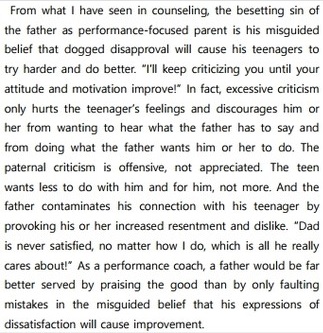 From what I have seen in counseling, the besetting sin of
the father as performance-focused parent is his misguided
belief that dogged disapproval will cause his teenagers to
try harder and do better. “I’ll keep criticizing you until your
attitude and motivation improve!” In fact, excessive criticism
only hurts the teenager’s feelings and discourages him or
her from wanting to hear what the father has to say and
from doing what the father wants him or her to do. The
paternal criticism is offensive, not appreciated. The teen
wants less to do with him and for him, not more. And the
father contaminates his connection with his teenager by
provoking his or her increased resentment and dislike. “Dad
is never satisfied, no matter how I do, which is all he really
cares about!” As a performance coach, a father would be far
better served by praising the good than by only faulting
mistakes in the misguided belief that his expressions of
dissatisfaction will cause improvement.